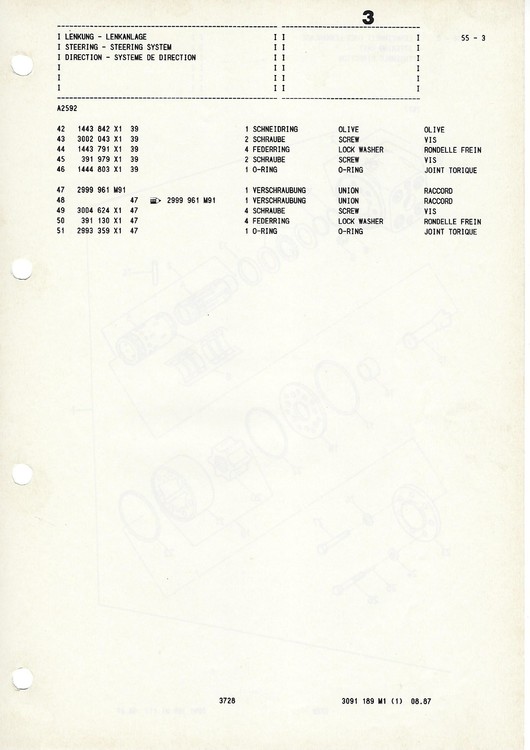 3
I LENKUNG - LENKANLAGE I I I 55 - 3
I STEERING - STEERING SYSTEM I I I
I DIRECTION - SYSTEME DE DIRECTION I I I
I I I I
I I I I
I I I I
A2592
42 1443 842 X1 39 1 SCHNEIDRING OLIVE OLIVE
43 3002 043 X1 39 2 SCHRAUBE SCREW VIS
44 1443 791 X1 39 4 FEDERRING LOCK WASHER RONDELLE FREIN
45 391 979 X1 39 2 SCHRAUBE SCREW VIS
46 1444 803 X1 39 1 O-RING O-RING JOINT TORIQUE
47 2999 961 M91 1 VERSCHRAUBUNG UNION RACCORD
48 47 2999 961 M91 1 VERSCHRAUBUNG UNION RACCORD
49 3004 624 X1 47 4 SCHRAUBE SCREW VIS
50 391 130 X1 47 4 FEDERRING LOCK WASHER RONDELLE FREIN
51 2993 359 X1 47 1 O-RING O-RING JOINT TORIQUE
3728 3091 189 M1 (1) 08.87